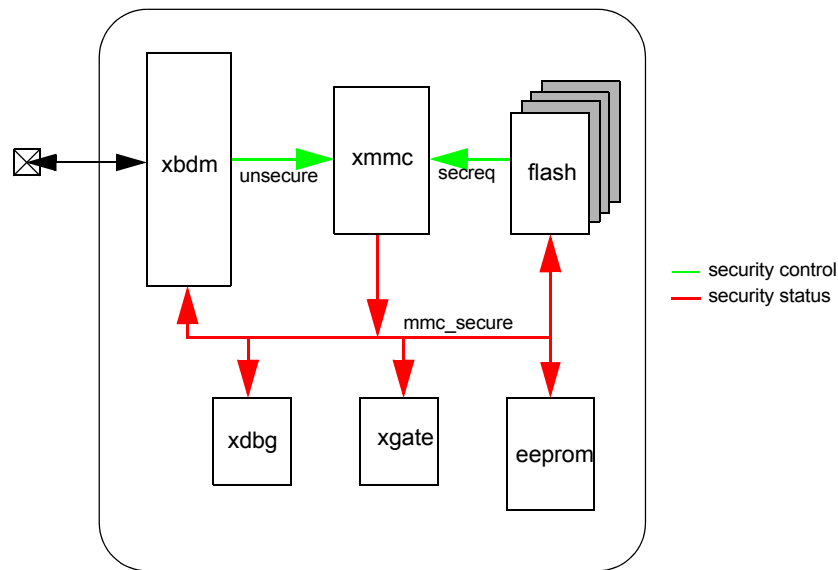 xbdm
xmmc
flash
unsecure
secreq
security control
security status
mmc_secure
xdbg
xgate
eeprom